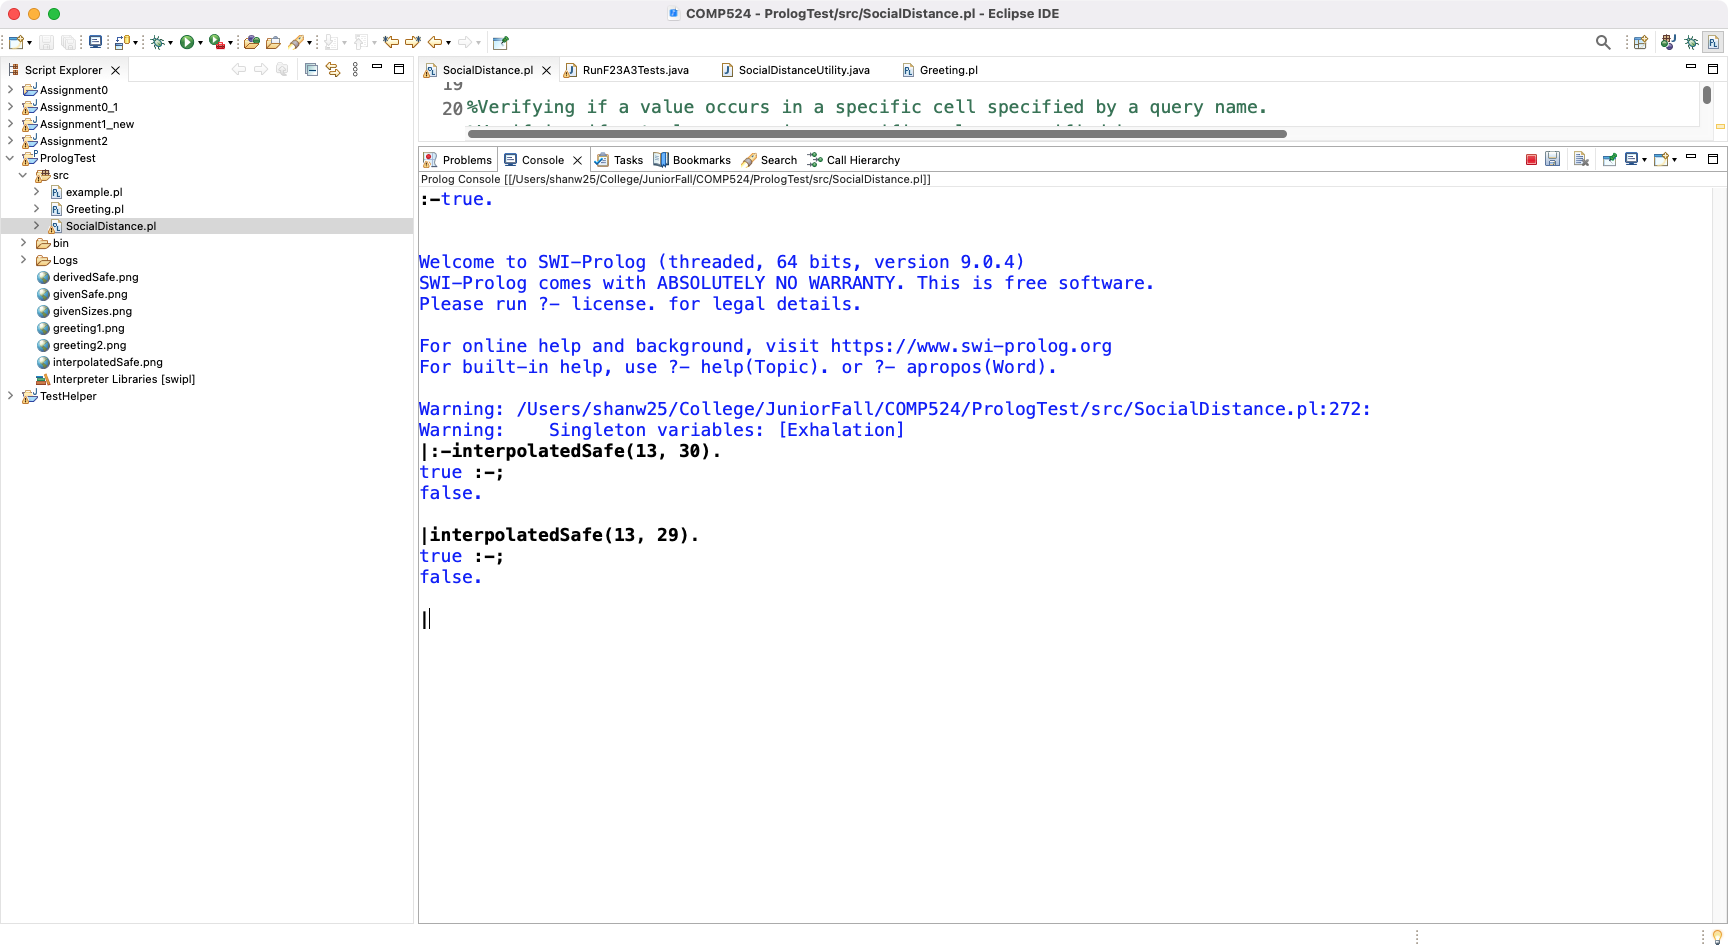 COMP524 - PrologTest/src/SocialDistance.pl - Eclipse IDE
Script Explorer
Assignment0
Assignment0_1
Assignment1_new
Assignment2
PrologTest
src
example.pl
Greeting.pl
SocialDistance.pl
bin
Logs
derivedSafe.png
givenSafe.png
givenSizes.png
greeting1.png
greeting2.png
interpolatedSafe.png
Interpreter Libraries [swipl]
TestHelper
SocialDistance.pl
RunF23A3Tests.java
SocialDistanceUtility.java
Greeting.pl
19
20 %Verifying if a value occurs in a specific cell specified by a query name.
Problems
Console
Tasks
Bookmarks
Search
Call Hierarchy
Prolog Console [[/Users/shanw25/College/JuniorFall/COMP524/PrologTest/src/SocialDistance.pl]]
:-true.
Welcome to SWI-Prolog (threaded, 64 bits, version 9.0.4)
SWI-Prolog comes with ABSOLUTELY NO WARRANTY. This is free software.
Please run ?- license. for legal details.
For online help and background, visit https://www.swi-prolog.org
For built-in help, use ?- help(Topic). or ?- apropos(Word).
Warning: /Users/shanw25/College/JuniorFall/COMP524/PrologTest/src/SocialDistance.pl:272:
Warning:    Singleton variables: [Exhalation]
|:-interpolatedSafe(13, 30).
true :-;
false.
|interpolatedSafe(13, 29).
true :-;
false.
|